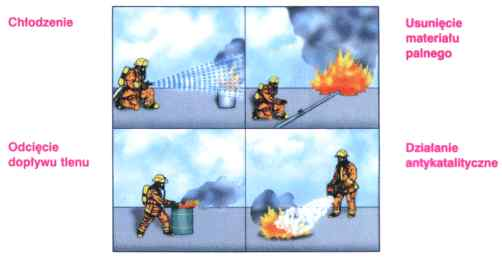 Chłodzenie
Usunięcie
materiału
palnego
Odcięcie
dopływu tlenu
Działanie
antykatalityczne